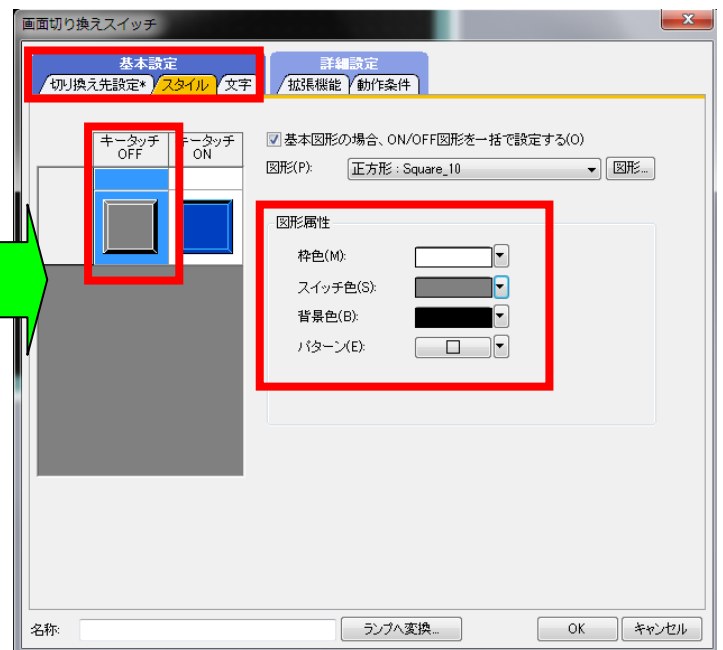 画面切り換えスイッチ
基本設定
詳細設定
切り換え先設定*
スタイル
文字
拡張機能
動作条件
キータッチ
OFF
キータッチ
ON
基本図形の場合、ON/OFF図形を一括で設定する(O)
図形(P):
正方形 : Square_10
図形...
図形属性
枠色(M):
スイッチ色(S):
背景色(B):
パターン(E):
名称:
ランプへ変換...
OK
キャンセル